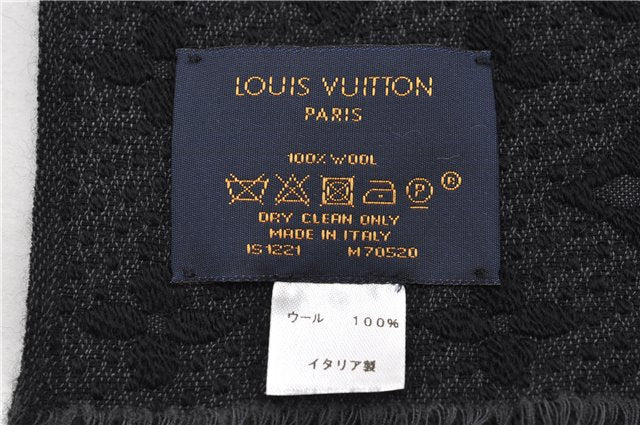 LOUIS VUITTON
PARIS
100% WOOL
P ®
DRY CLEAN ONLY
MADE IN ITALY
IS1221 M70520
ウール 100%
イタリア製